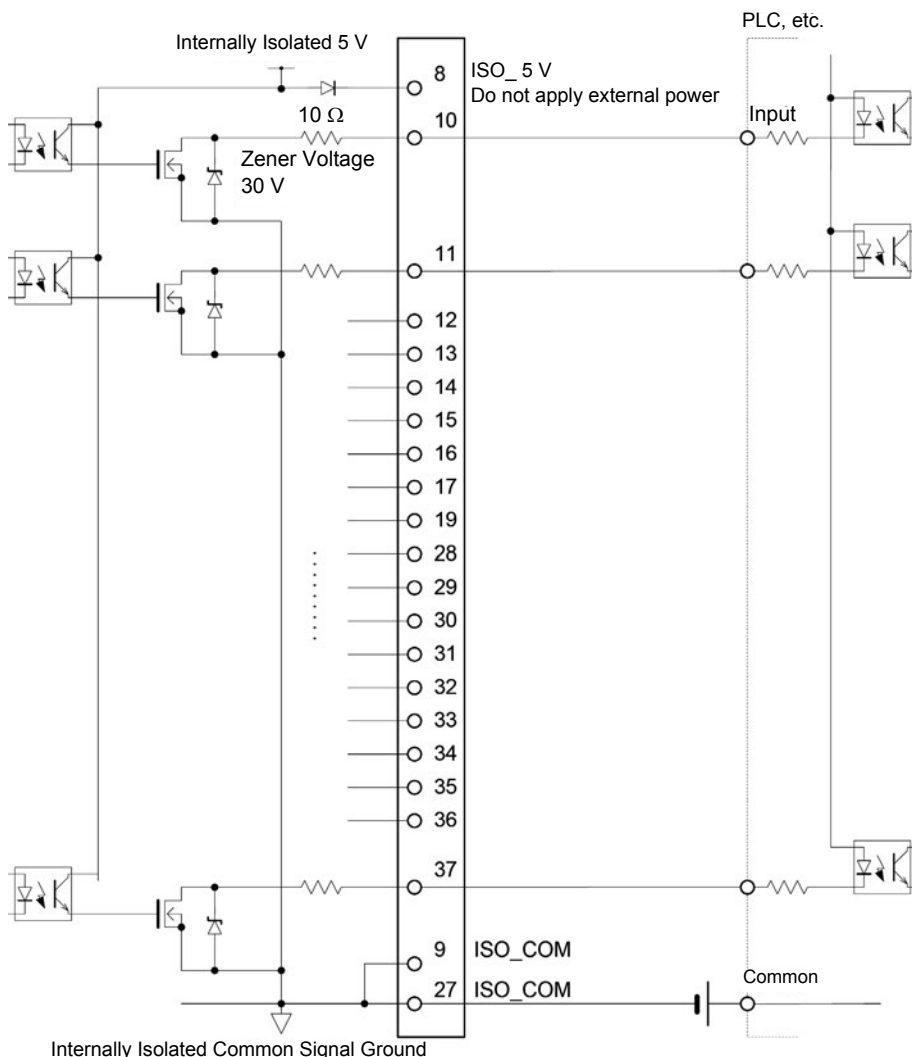 PLC, etc.
Internally Isolated 5 V
8
ISO_ 5 V
Do not apply external power
10 Ω
10
Input
Zener Voltage
30 V
11
12
13
14
15
16
17
19
28
29
30
31
32
33
34
35
36
37
9 ISO_COM
27 ISO_COM
Common
Internally Isolated Common Signal Ground